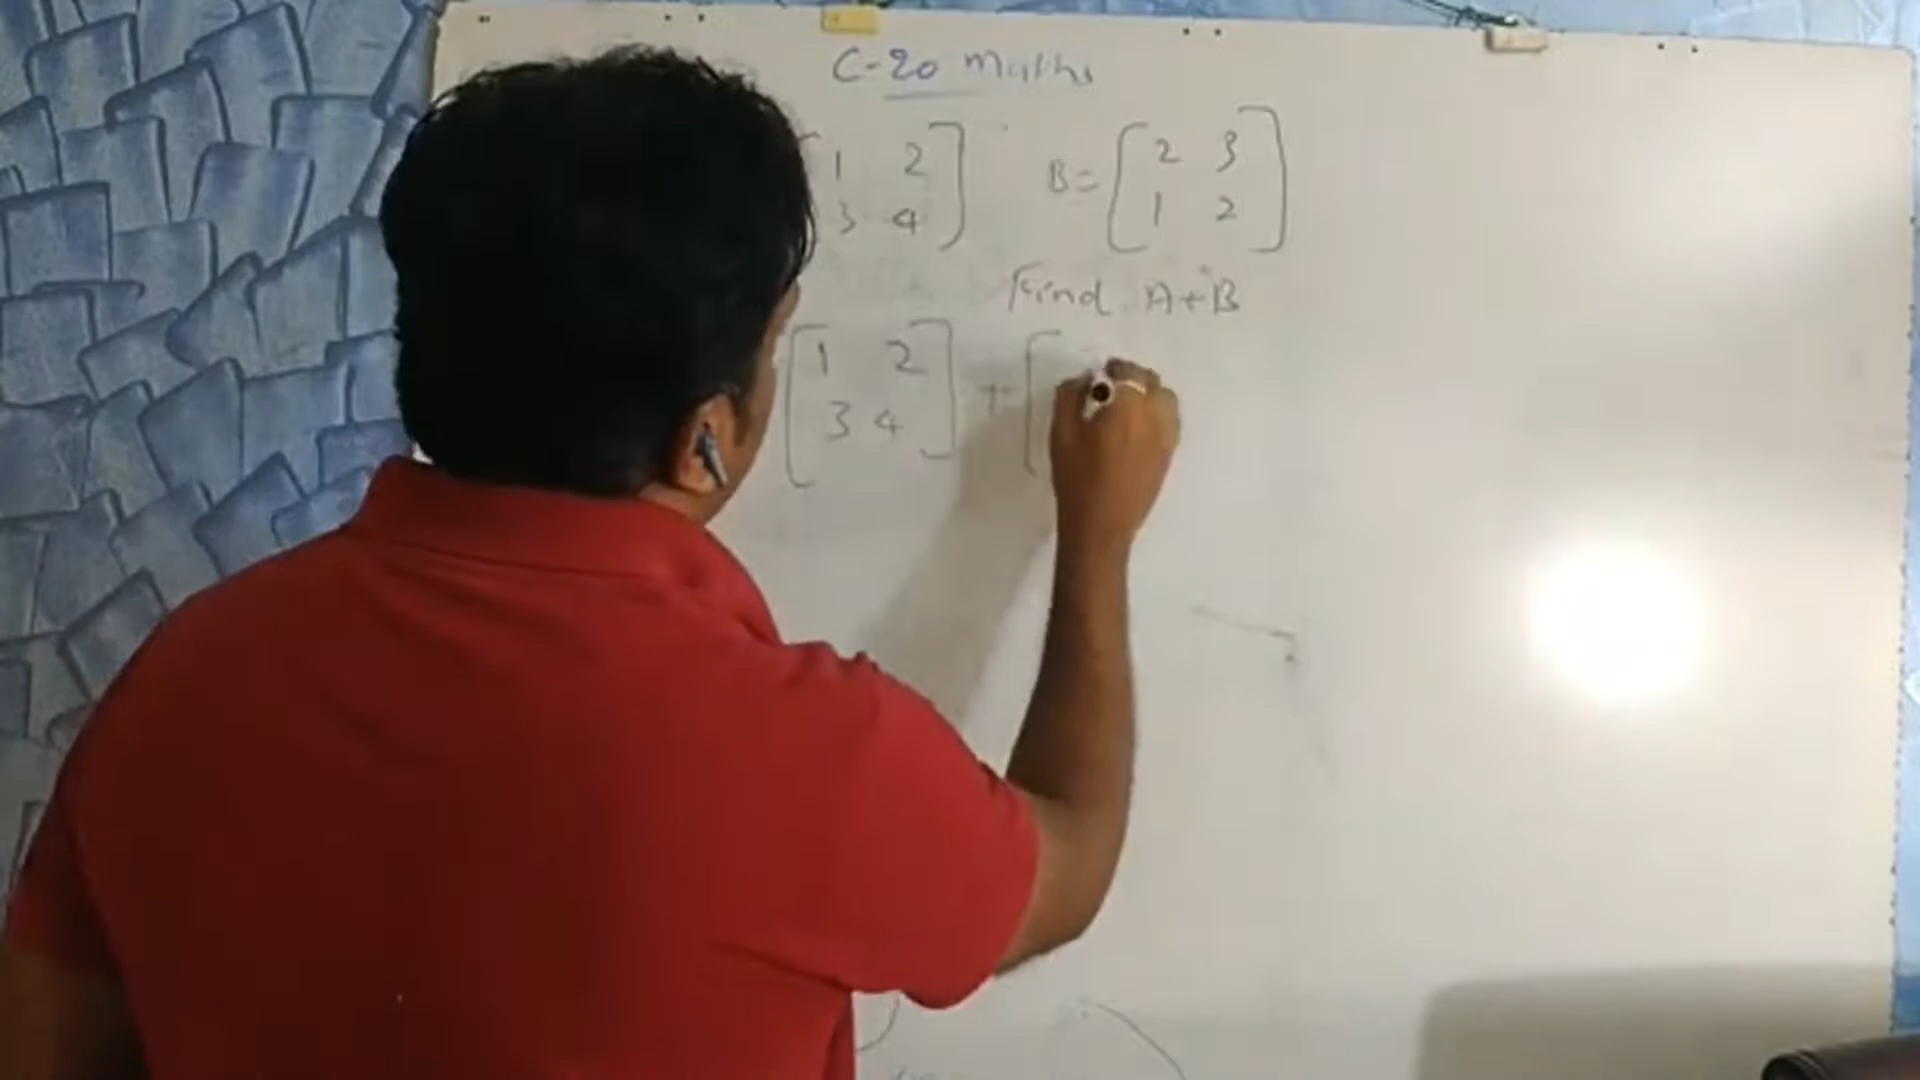 C-20 Maths
1 2 B= 2 3
3 4 1 2
Find A+B
1 2 +
3 4